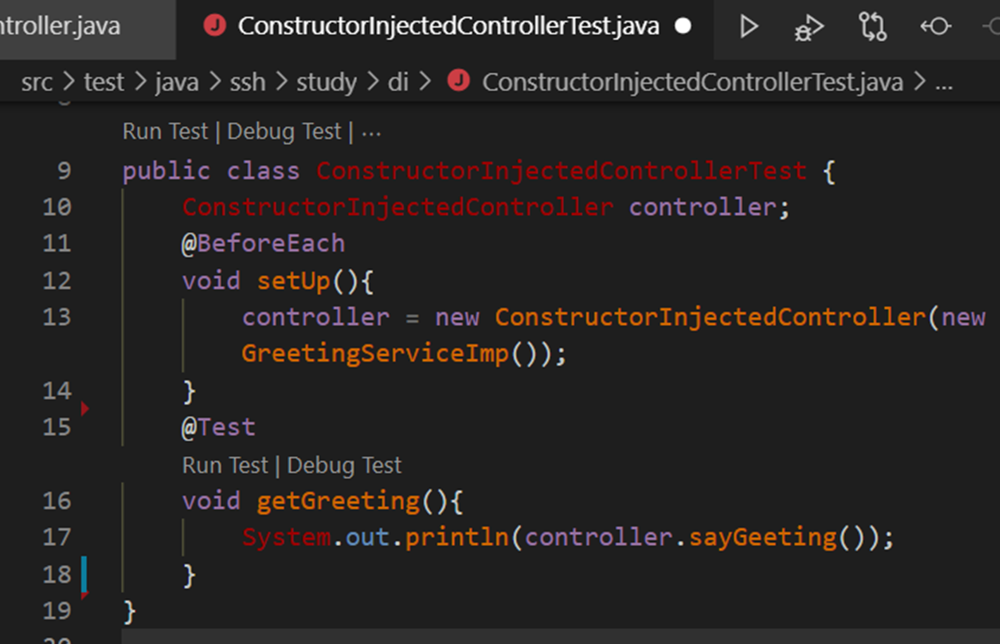 ntroller.java ConstructorInjectedControllerTest.java
src > test > java > ssh > study > di > ConstructorInjectedControllerTest.java > ...
Run Test | Debug Test | ...
9 public class ConstructorInjectedControllerTest {
10 ConstructorInjectedController controller;
11 @BeforeEach
12 void setUp(){
13 controller = new ConstructorInjectedController(new
GreetingServiceImp());
14 }
15 @Test
Run Test | Debug Test
16 void getGreeting(){
17 System.out.println(controller.sayGeeting());
18 }
19 }